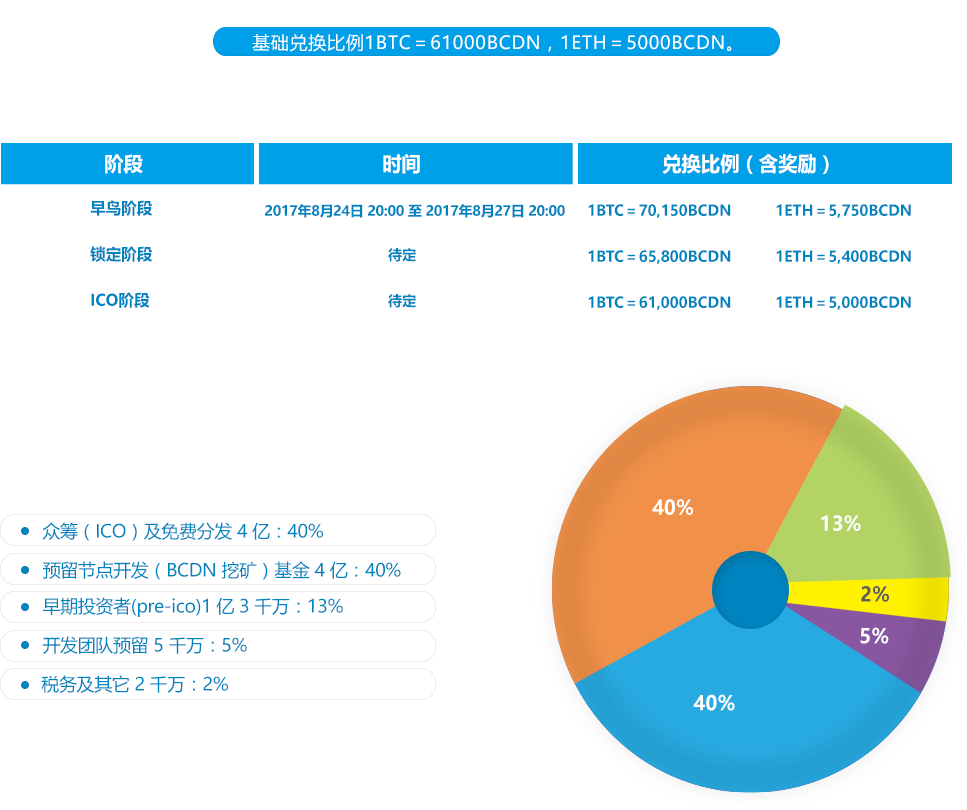 基础兑换比例1BTC＝61000BCDN，1ETH＝5000BCDN。
阶段 时间 兑换比例（含奖励）
早鸟阶段 2017年8月24日 20:00 至 2017年8月27日 20:00 1BTC＝70,150BCDN 1ETH＝5,750BCDN
锁定阶段 待定 1BTC＝65,800BCDN 1ETH＝5,400BCDN
ICO阶段 待定 1BTC＝61,000BCDN 1ETH＝5,000BCDN
40%
13%
2%
5%
40%
● 众筹（ICO）及免费分发 4 亿：40%
● 预留节点开发（BCDN 挖矿）基金 4 亿：40%
● 早期投资者(pre-ico)1 亿 3 千万：13%
● 开发团队预留 5 千万：5%
● 税务及其它 2 千万：2%